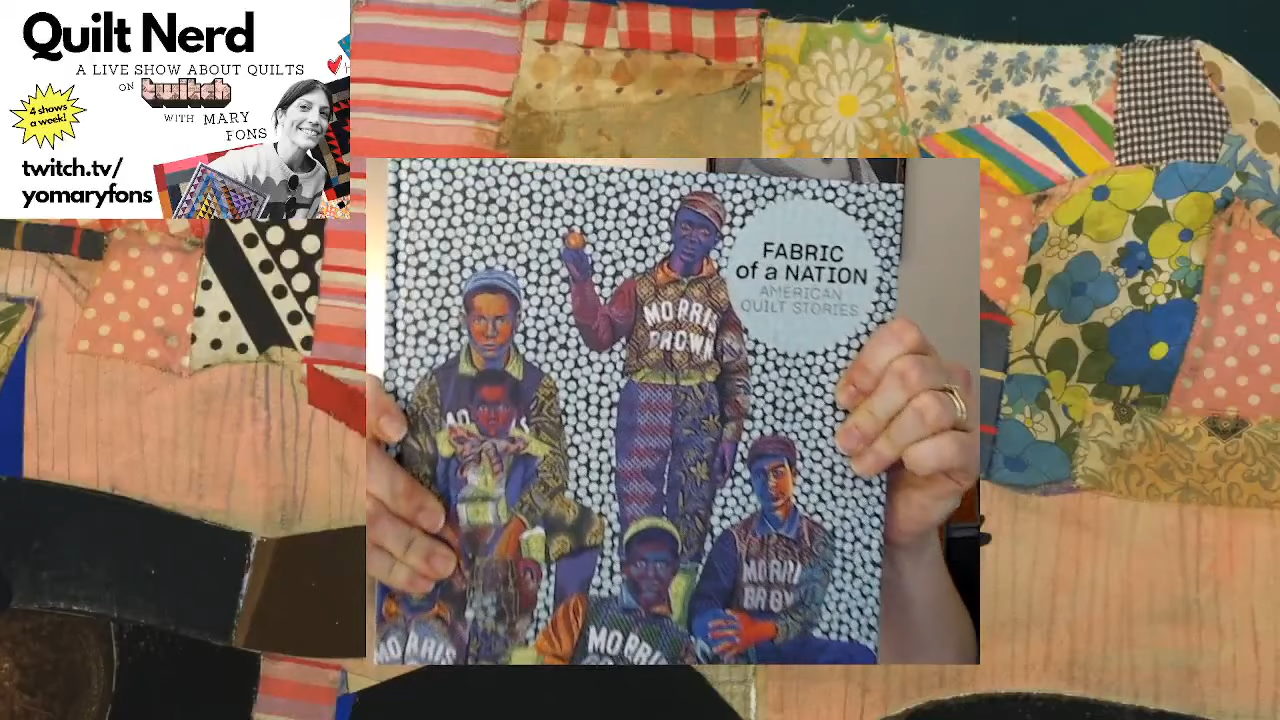 Quilt Nerd
A LIVE SHOW ABOUT QUILTS
ON twitch
WITH MARY
FONS
4 shows
a week!
twitch.tv/
yomaryfons
FABRIC
of a NATION
AMERICAN
QUILT STORIES
MORRIS
BROWN
MORRIS
MORRIS